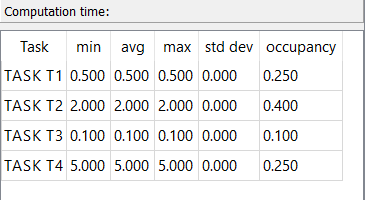 Computation time:
Task min avg max std dev occupancy
TASK T1 0.500 0.500 0.500 0.000 0.250
TASK T2 2.000 2.000 2.000 0.000 0.400
TASK T3 0.100 0.100 0.100 0.000 0.100
TASK T4 5.000 5.000 5.000 0.000 0.250